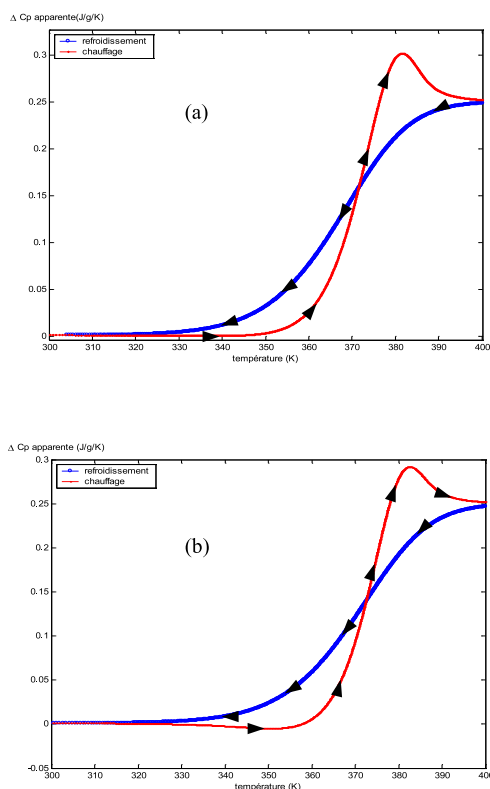 Δ Cp apparente(J/g/K)
refroidissement
chauffage
(a)
0.3
0.25
0.2
0.15
0.1
0.05
0
300 310 320 330 340 350 360 370 380 390 400
température (K)
Δ Cp apparente (J/g/K)
0.3
refroidissement
chauffage
(b)
0.25
0.2
0.15
0.1
0.05
0
-0.05
300 310 320 330 340 350 360 370 380 390 400
température (K)